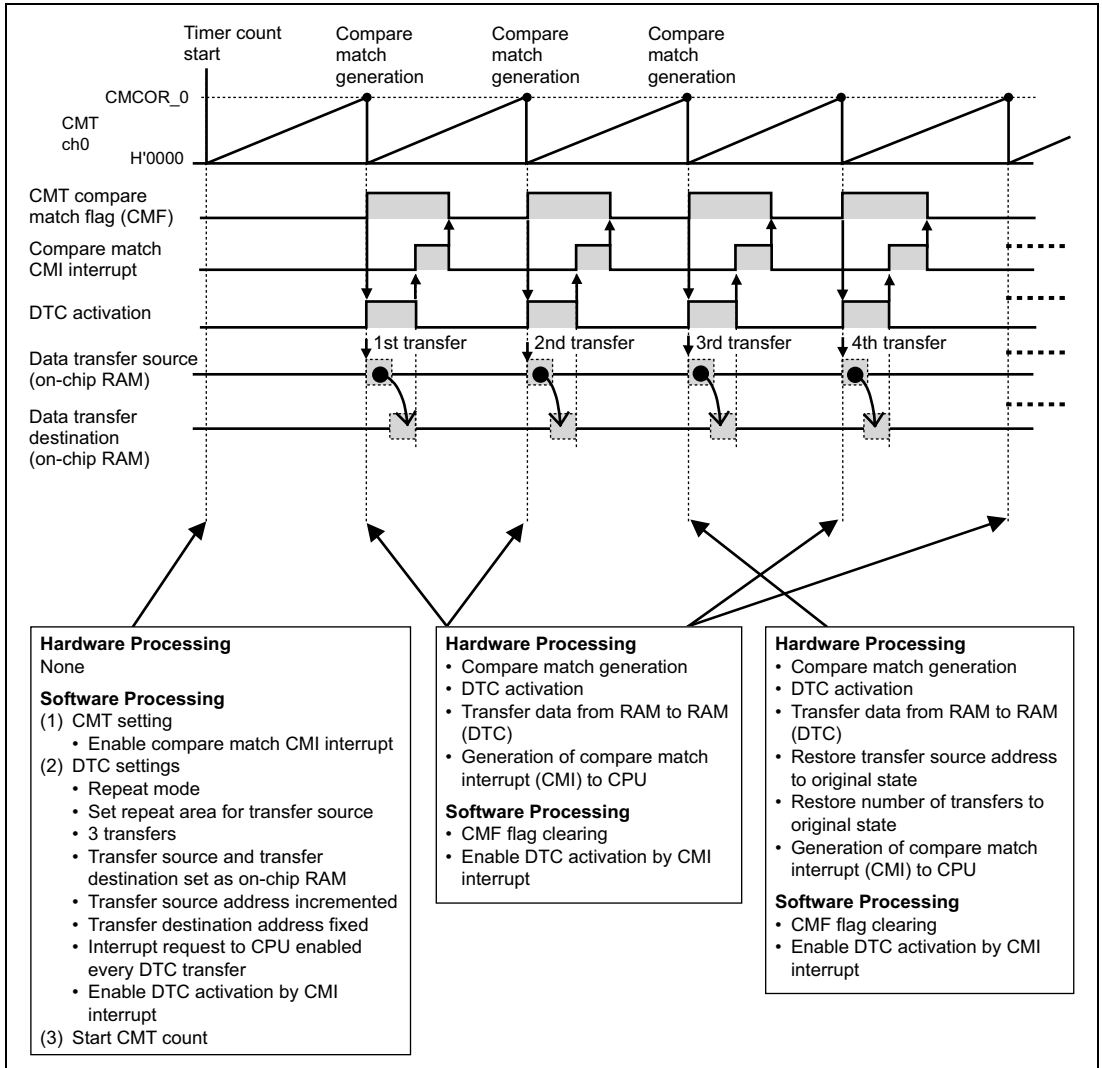 Timer count
start
Compare
match
generation
Compare
match
generation
Compare
match
generation
CMCOR_0
CMT
ch0
H'0000
CMT compare
match flag (CMF)
Compare match
CMI interrupt
DTC activation
1st transfer
2nd transfer
3rd transfer
4th transfer
Data transfer source
(on-chip RAM)
Data transfer
destination
(on-chip RAM)
Hardware Processing
None
Software Processing
(1) CMT setting
• Enable compare match CMI interrupt
(2) DTC settings
• Repeat mode
• Set repeat area for transfer source
• 3 transfers
• Transfer source and transfer
destination set as on-chip RAM
• Transfer source address incremented
• Transfer destination address fixed
• Interrupt request to CPU enabled
every DTC transfer
• Enable DTC activation by CMI
interrupt
(3) Start CMT count
Hardware Processing
• Compare match generation
• DTC activation
• Transfer data from RAM to RAM
(DTC)
• Generation of compare match
interrupt (CMI) to CPU
Software Processing
• CMF flag clearing
• Enable DTC activation by CMI
interrupt
Hardware Processing
• Compare match generation
• DTC activation
• Transfer data from RAM to RAM
(DTC)
• Restore transfer source address
to original state
• Restore number of transfers to
original state
• Generation of compare match
interrupt (CMI) to CPU
Software Processing
• CMF flag clearing
• Enable DTC activation by CMI
interrupt